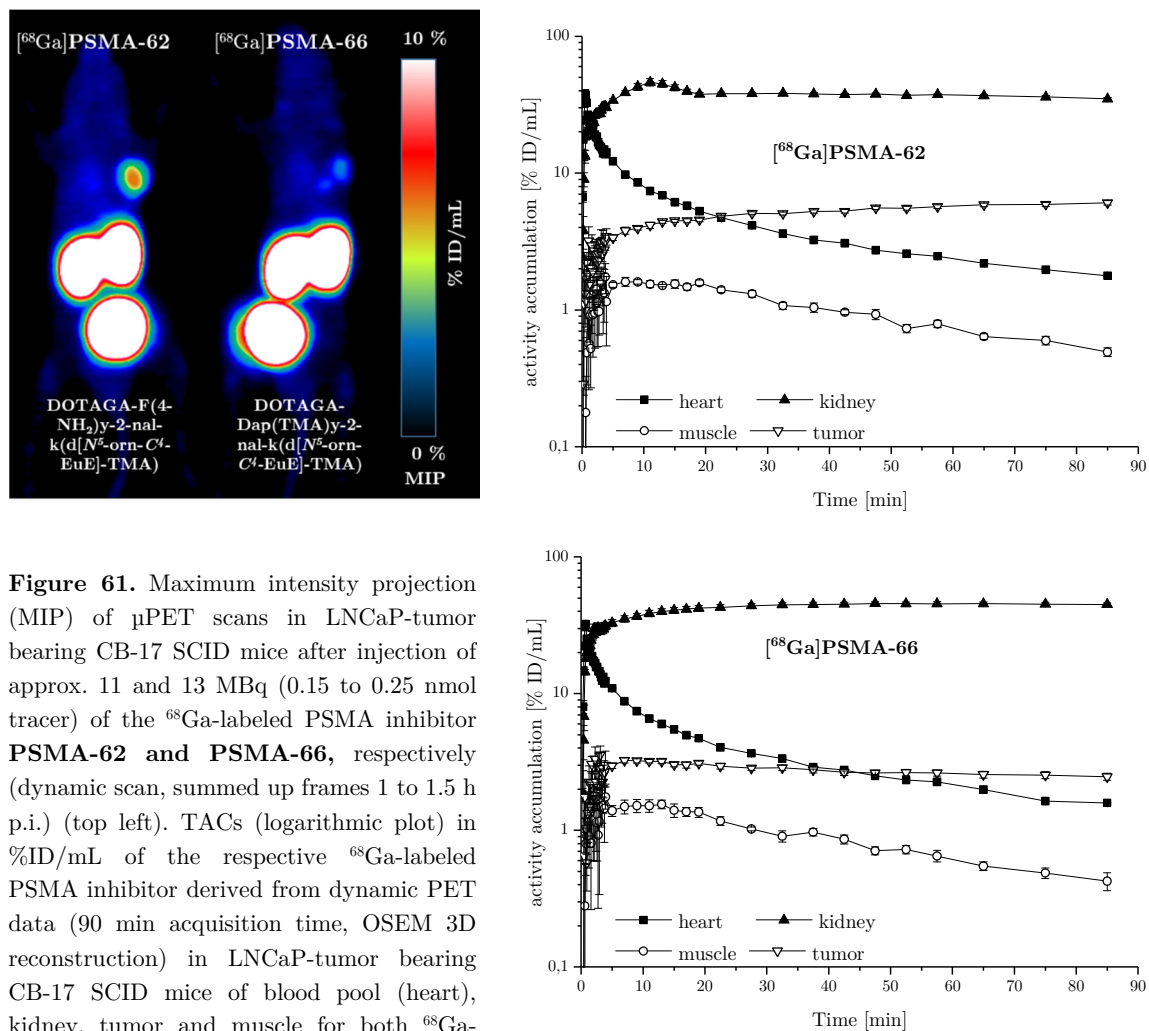 [⁶⁸Ga]PSMA-62
[⁶⁸Ga]PSMA-66
10 %
% ID/mL
0 %
MIP
DOTAGA-F(4-
NH₂)y-2-nal-
k(d[N⁵-orn-C⁴-
EuE]-TMA)
DOTAGA-
Dap(TMA)y-2-
nal-k(d[N⁵-orn-
C⁴-EuE]-TMA)
Figure 61. Maximum intensity projection
(MIP) of µPET scans in LNCaP-tumor
bearing CB-17 SCID mice after injection of
approx. 11 and 13 MBq (0.15 to 0.25 nmol
tracer) of the ⁶⁸Ga-labeled PSMA inhibitor
PSMA-62 and PSMA-66, respectively
(dynamic scan, summed up frames 1 to 1.5 h
p.i.) (top left). TACs (logarithmic plot) in
%ID/mL of the respective ⁶⁸Ga-labeled
PSMA inhibitor derived from dynamic PET
data (90 min acquisition time, OSEM 3D
reconstruction) in LNCaP-tumor bearing
CB-17 SCID mice of blood pool (heart),
kidney, tumor and muscle for both ⁶⁸Ga-
activity accumulation [% ID/mL]
100
10
1
0,1
[⁶⁸Ga]PSMA-62
heart kidney
muscle tumor
0 10 20 30 40 50 60 70 80 90
Time [min]
activity accumulation [% ID/mL]
100
10
1
0,1
[⁶⁸Ga]PSMA-66
heart kidney
muscle tumor
0 10 20 30 40 50 60 70 80 90
Time [min]